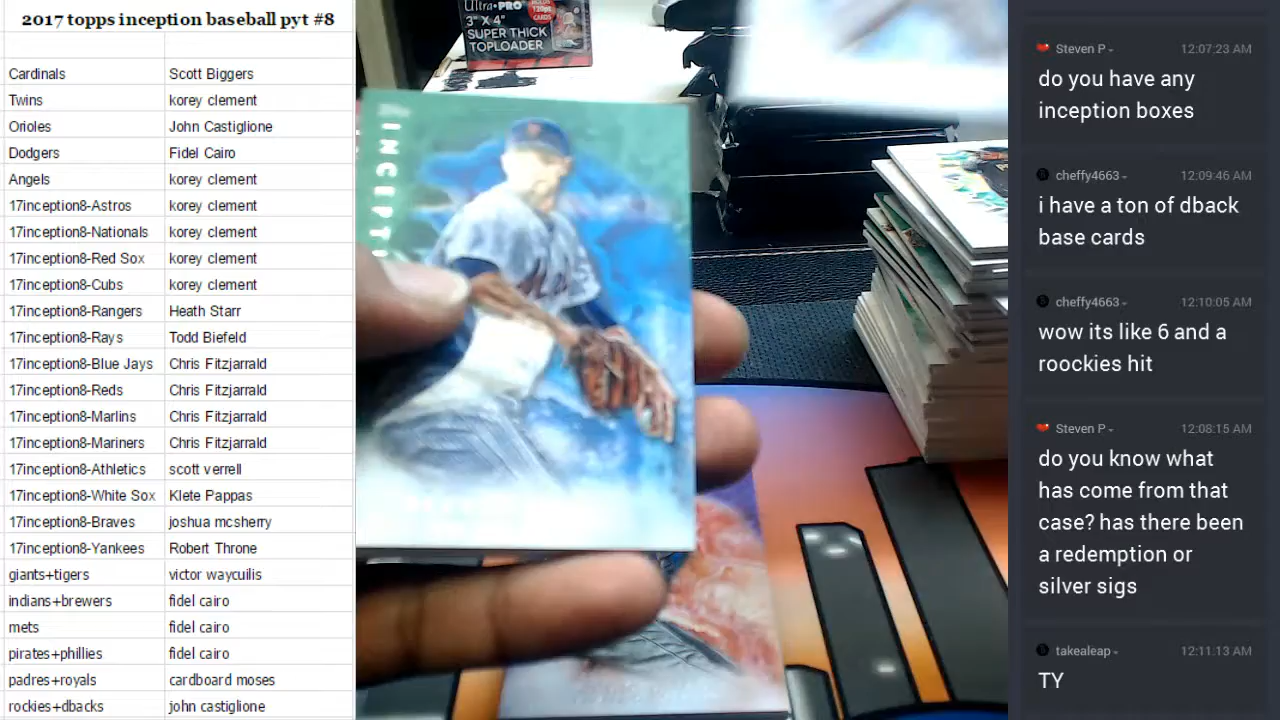 2017 topps inception baseball pyt #8
Cardinals Scott Biggers
Twins korey clement
Orioles John Castiglione
Dodgers Fidel Cairo
Angels korey clement
17inception8-Astros korey clement
17inception8-Nationals korey clement
17inception8-Red Sox korey clement
17inception8-Cubs korey clement
17inception8-Rangers Heath Starr
17inception8-Rays Todd Biefeld
17inception8-Blue Jays Chris Fitzjarrald
17inception8-Reds Chris Fitzjarrald
17inception8-Marlins Chris Fitzjarrald
17inception8-Mariners Chris Fitzjarrald
17inception8-Athletics scott verrell
17inception8-White Sox Klete Pappas
17inception8-Braves joshua mcsherry
17inception8-Yankees Robert Throne
giants+tigers victor waycuilis
indians+brewers fidel cairo
mets fidel cairo
pirates+phillies fidel cairo
padres+royals cardboard moses
rockies+dbacks john castiglione
Ultra•PRO
3" X 4"
SUPER THICK
TOPLOADER
INCEPTI
Mets
Steven P 12:07:23 AM
do you have any
inception boxes
cheffy4663 12:09:46 AM
i have a ton of dback
base cards
cheffy4663 12:10:05 AM
wow its like 6 and a
roockies hit
Steven P 12:08:15 AM
do you know what
has come from that
case? has there been
a redemption or
silver sigs
takealeap 12:11:13 AM
TY